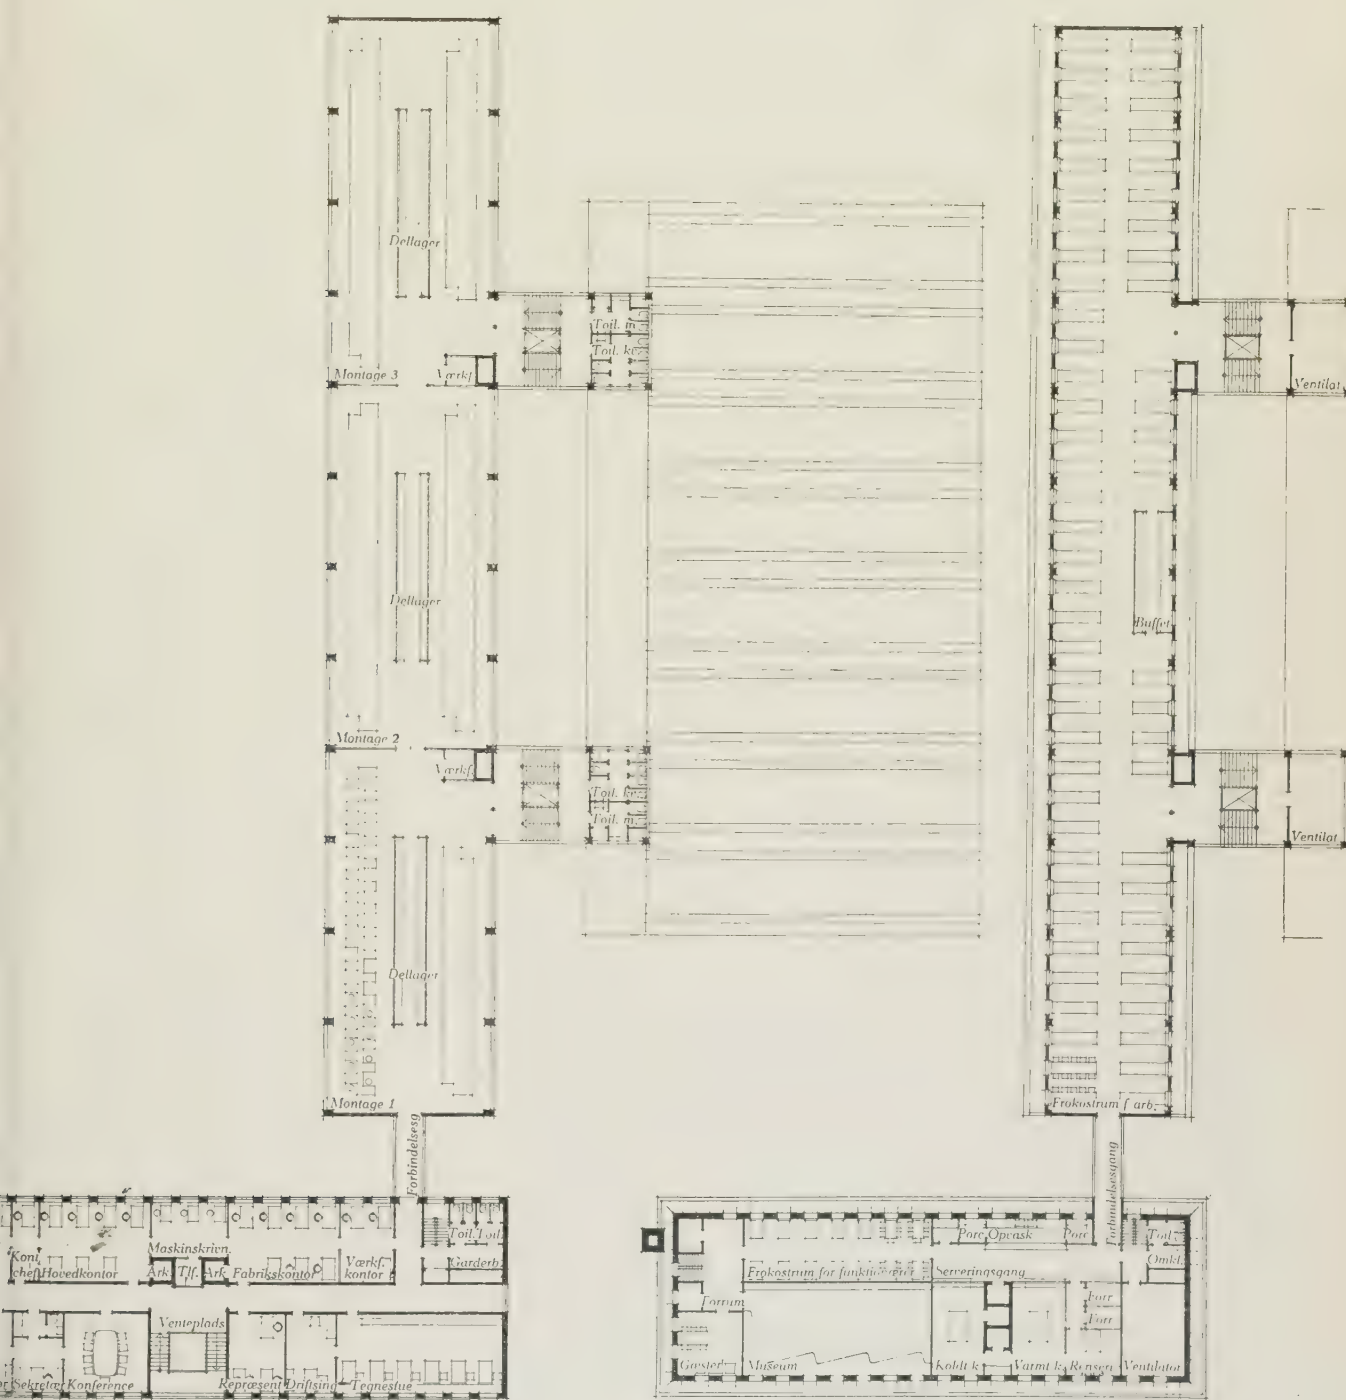 Dellager
Toil. m.
Toil. kv.
Montage 3
Værkf.
Ventilat.
Dellager
Buffet
Montage 2
Værkf.
Toil. kv.
Toil. m.
Ventilat.
Dellager
Montage 1
Frokostrum f. arb.
Forbindelsesg
Forbindelsesgang
Kont.
chef
Hovedkontor
Maskinskrivn.
Ark
Tlf.
Ark
Fabrikskontor
Værkf.
kontor
Toil.
Toil.
Garderb.
Venteplads
Sekretær
Konference
Repræsent
Driftsing
Tegnestue
Frokostrum for funktionærer
Porc
Opvask
Porc
Toil.
Omkl.
Serveringsgang
Forrum
Forr
Forr
Gæster
Museum
Koldt k.
Varmt k.
Rensen
Ventilator